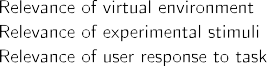 Relevance of virtual environment
Relevance of experimental stimuli
Relevance of user response to task